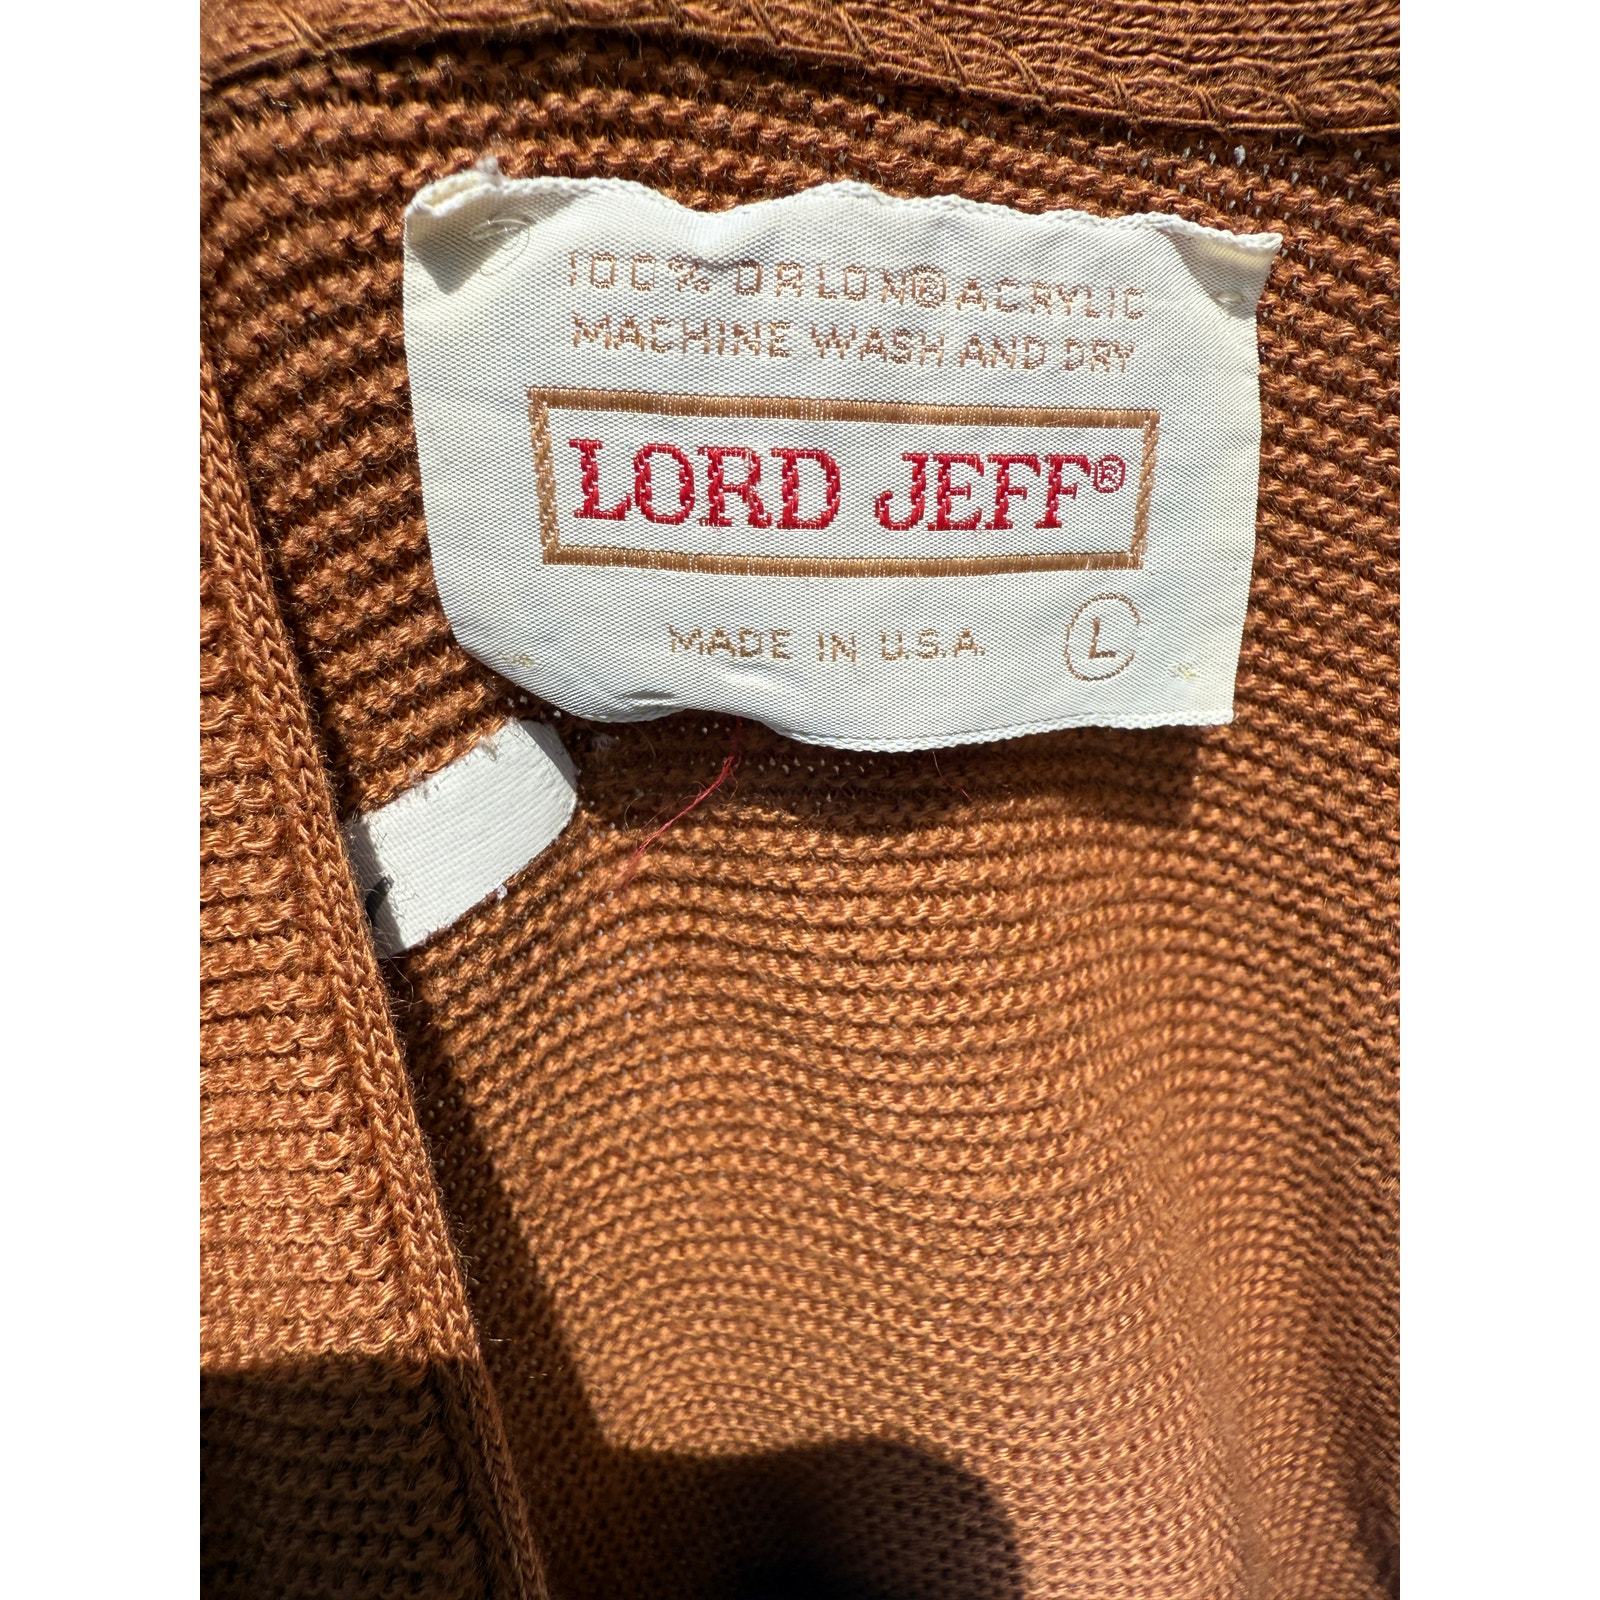 100% ORLON® ACRYLIC
MACHINE WASH AND DRY
LORD JEFF®
MADE IN U.S.A. L